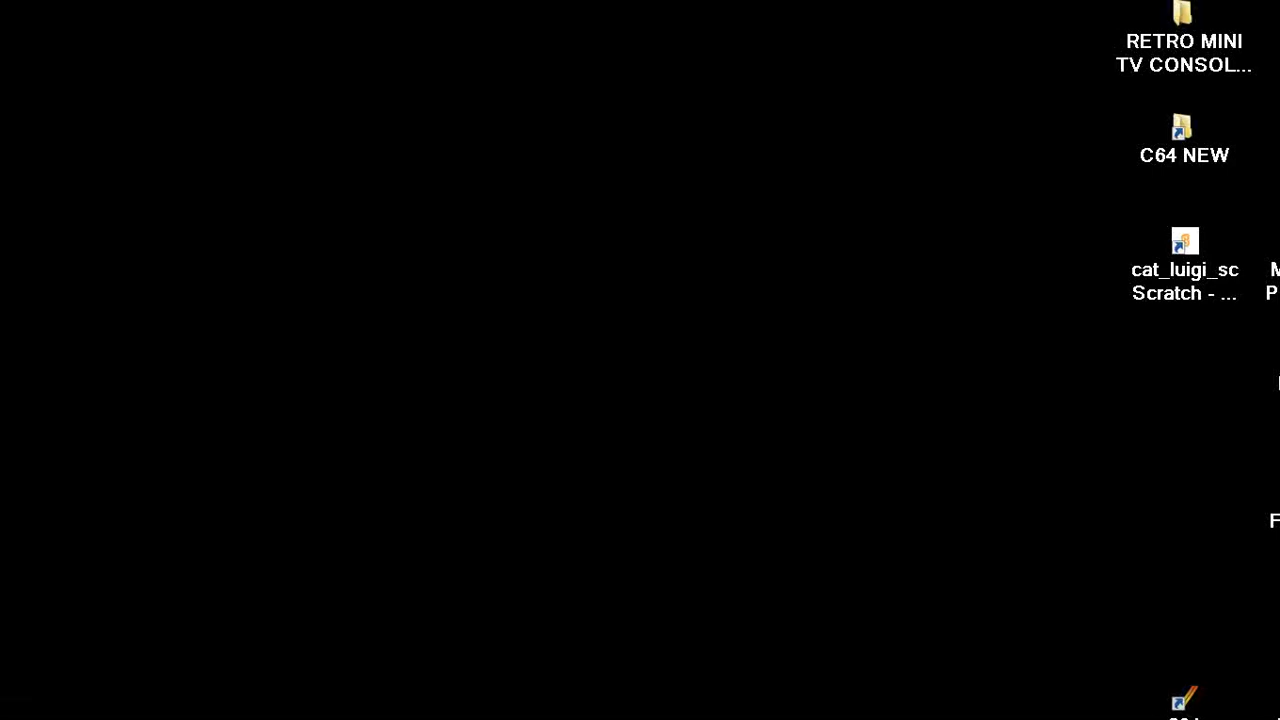 RETRO MINI
TV CONSOL...
C64 NEW
cat_luigi_sc
Scratch - ...